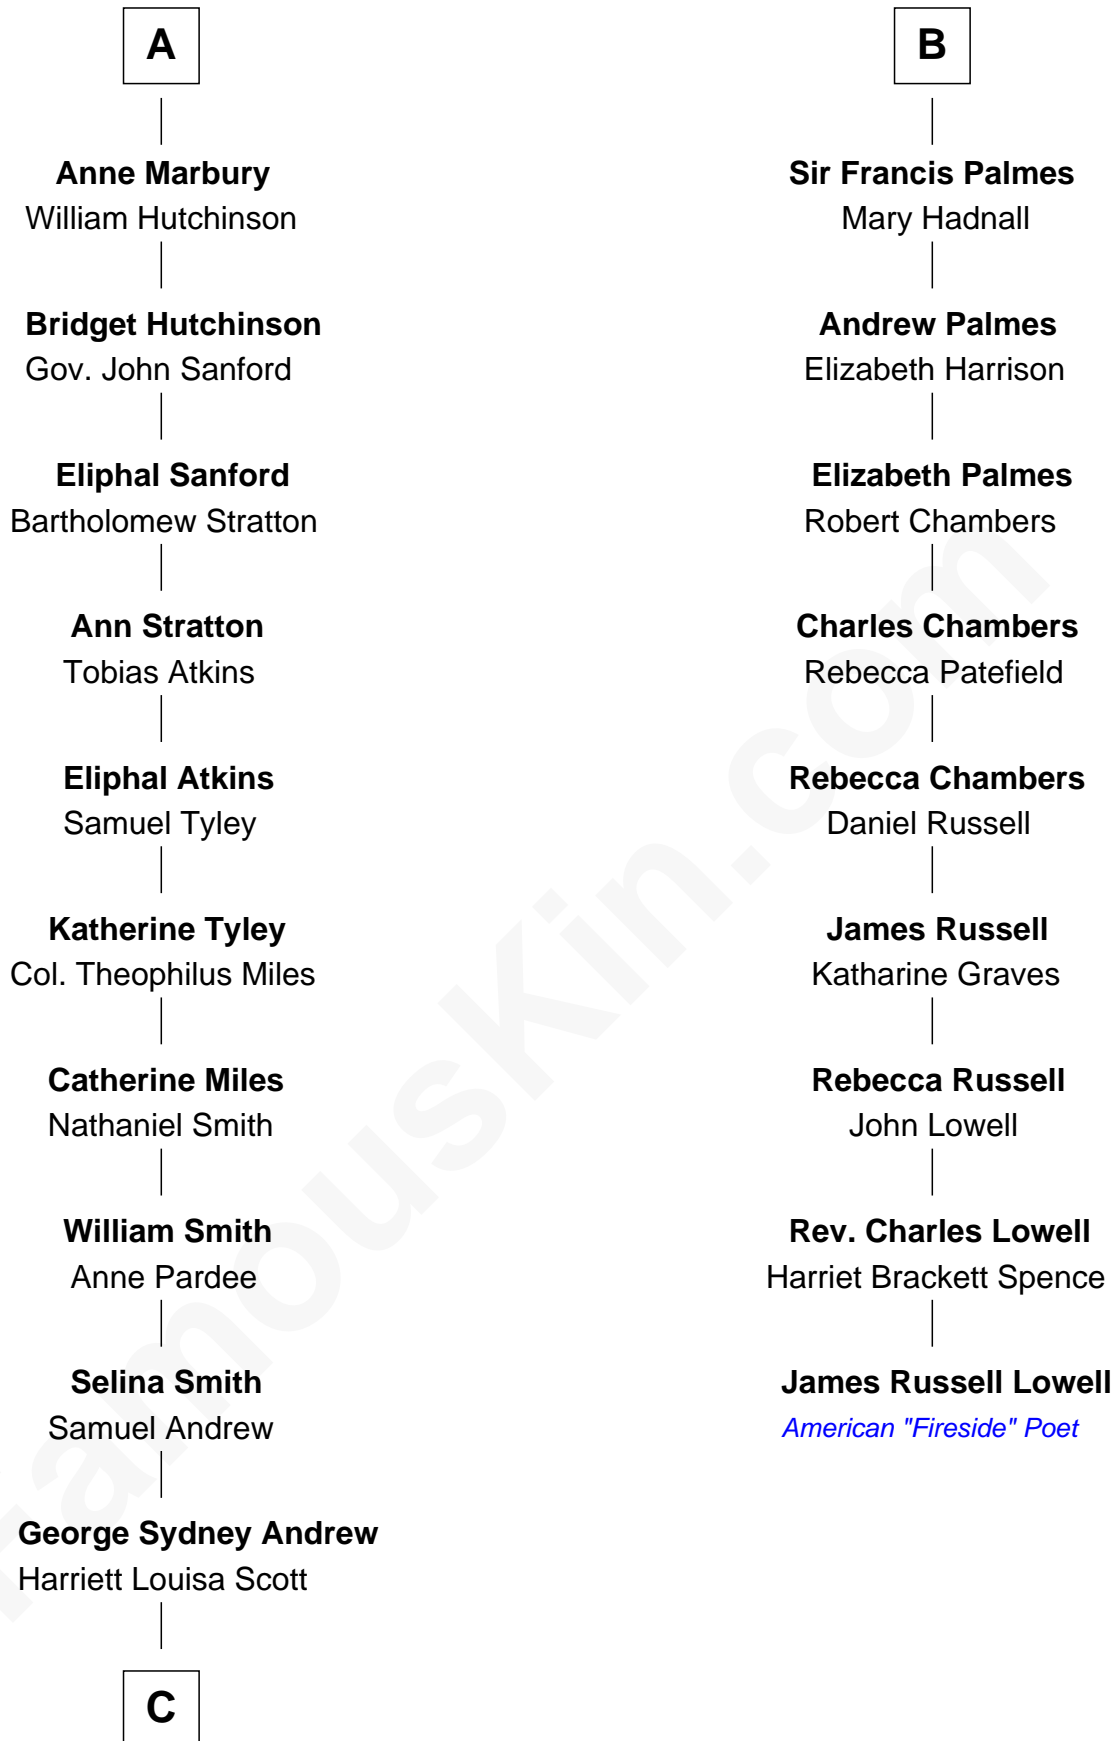 A
Anne Marbury
William Hutchinson
Bridget Hutchinson
Gov. John Sanford
Eliphal Sanford
Bartholomew Stratton
Ann Stratton
Tobias Atkins
Eliphal Atkins
Samuel Tyley
Katherine Tyley
Col. Theophilus Miles
Catherine Miles
Nathaniel Smith
William Smith
Anne Pardee
Selina Smith
Samuel Andrew
George Sydney Andrew
Harriett Louisa Scott
C
B
Sir Francis Palmes
Mary Hadnall
Andrew Palmes
Elizabeth Harrison
Elizabeth Palmes
Robert Chambers
Charles Chambers
Rebecca Patefield
Rebecca Chambers
Daniel Russell
James Russell
Katharine Graves
Rebecca Russell
John Lowell
Rev. Charles Lowell
Harriet Brackett Spence
James Russell Lowell
American "Fireside" Poet
FamousKin.com